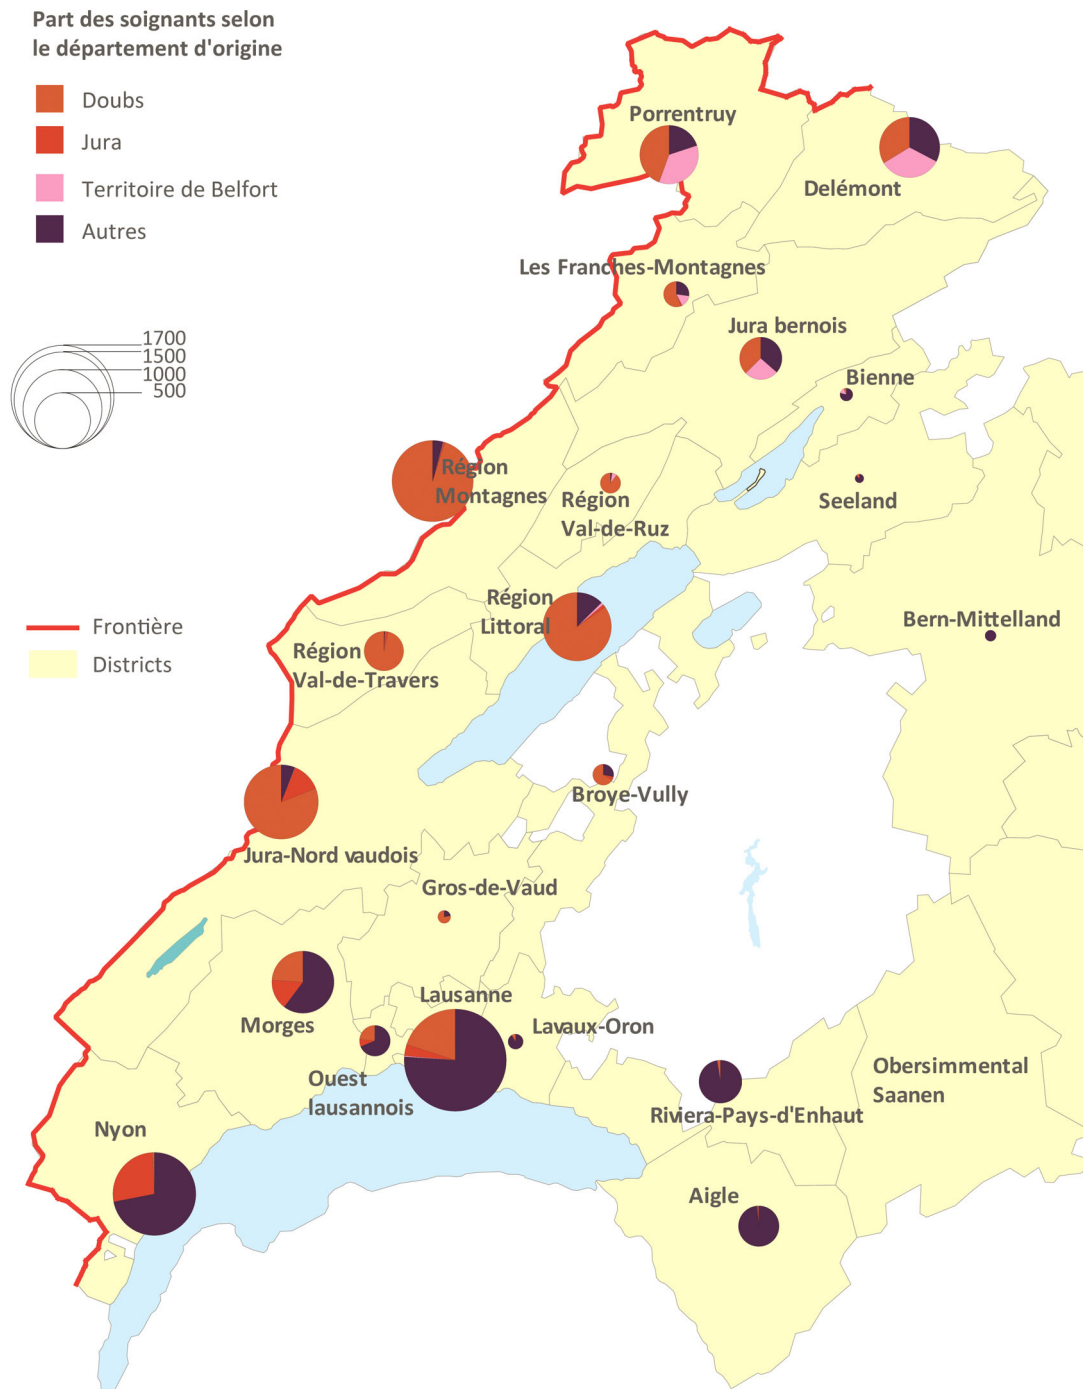 Part des soignants selon
le département d'origine
Doubs
Jura
Territoire de Belfort
Autres
1700
1500
1000
500
Frontière
Districts
Porrentruy
Delémont
Les Franches-Montagnes
Jura bernois
Bienne
Région
Montagnes
Région
Val-de-Ruz
Seeland
Région
Littoral
Bern-Mittelland
Région
Val-de-Travers
Broye-Vully
Jura-Nord vaudois
Gros-de-Vaud
Lausanne
Morges
Lavaux-Oron
Ouest
lausannois
Obersimmental
Saanen
Riviera-Pays-d'Enhaut
Nyon
Aigle